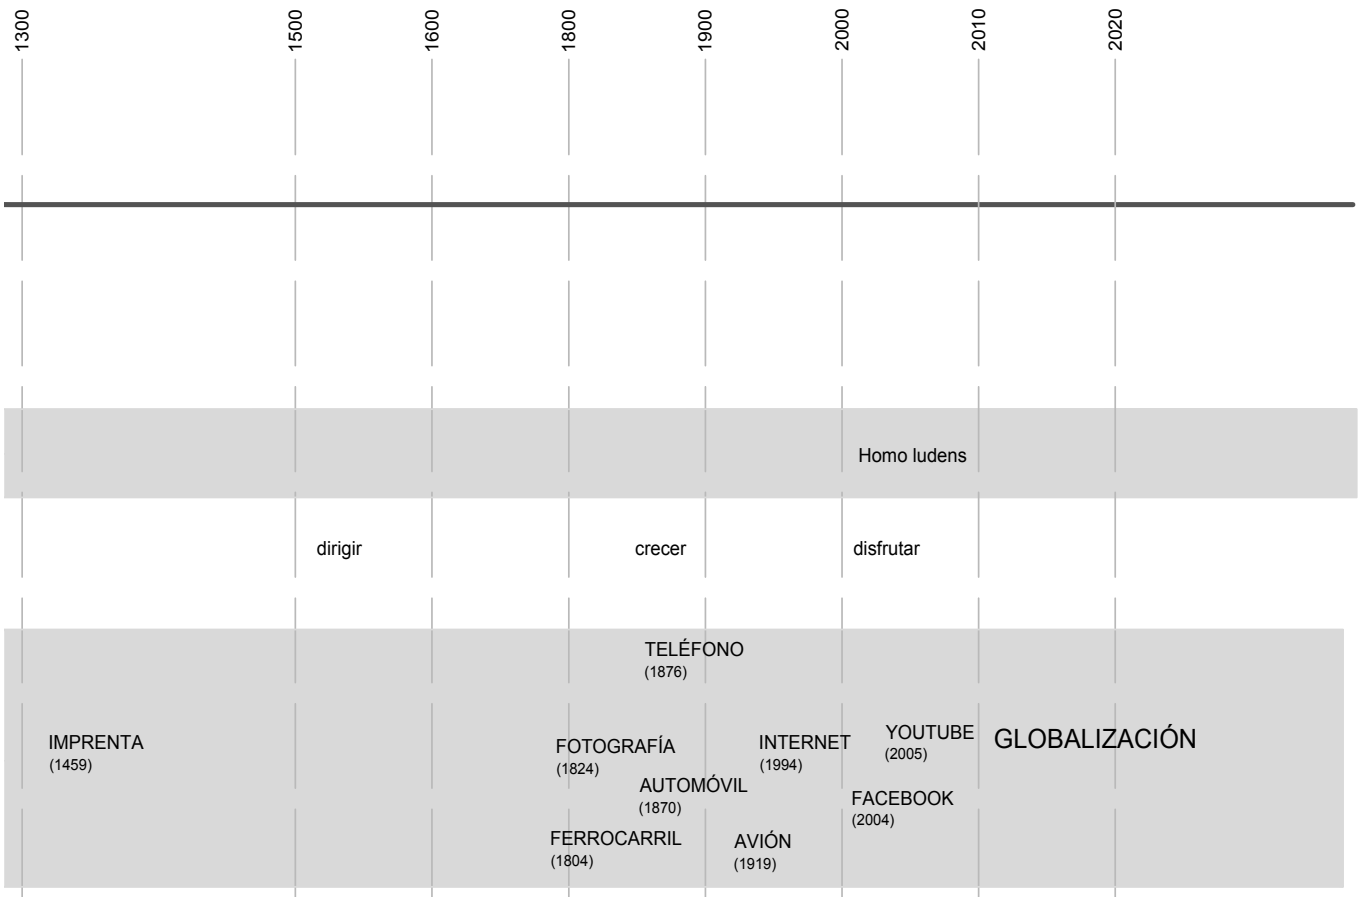 1300
1500
1600
1800
1900
2000
2010
2020
Homo ludens
dirigir
crecer
disfrutar
TELÉFONO
(1876)
IMPRENTA
(1459)
FOTOGRAFÍA
(1824)
INTERNET
(1994)
YOUTUBE
(2005)
GLOBALIZACIÓN
AUTOMÓVIL
(1870)
FACEBOOK
(2004)
FERROCARRIL
(1804)
AVIÓN
(1919)